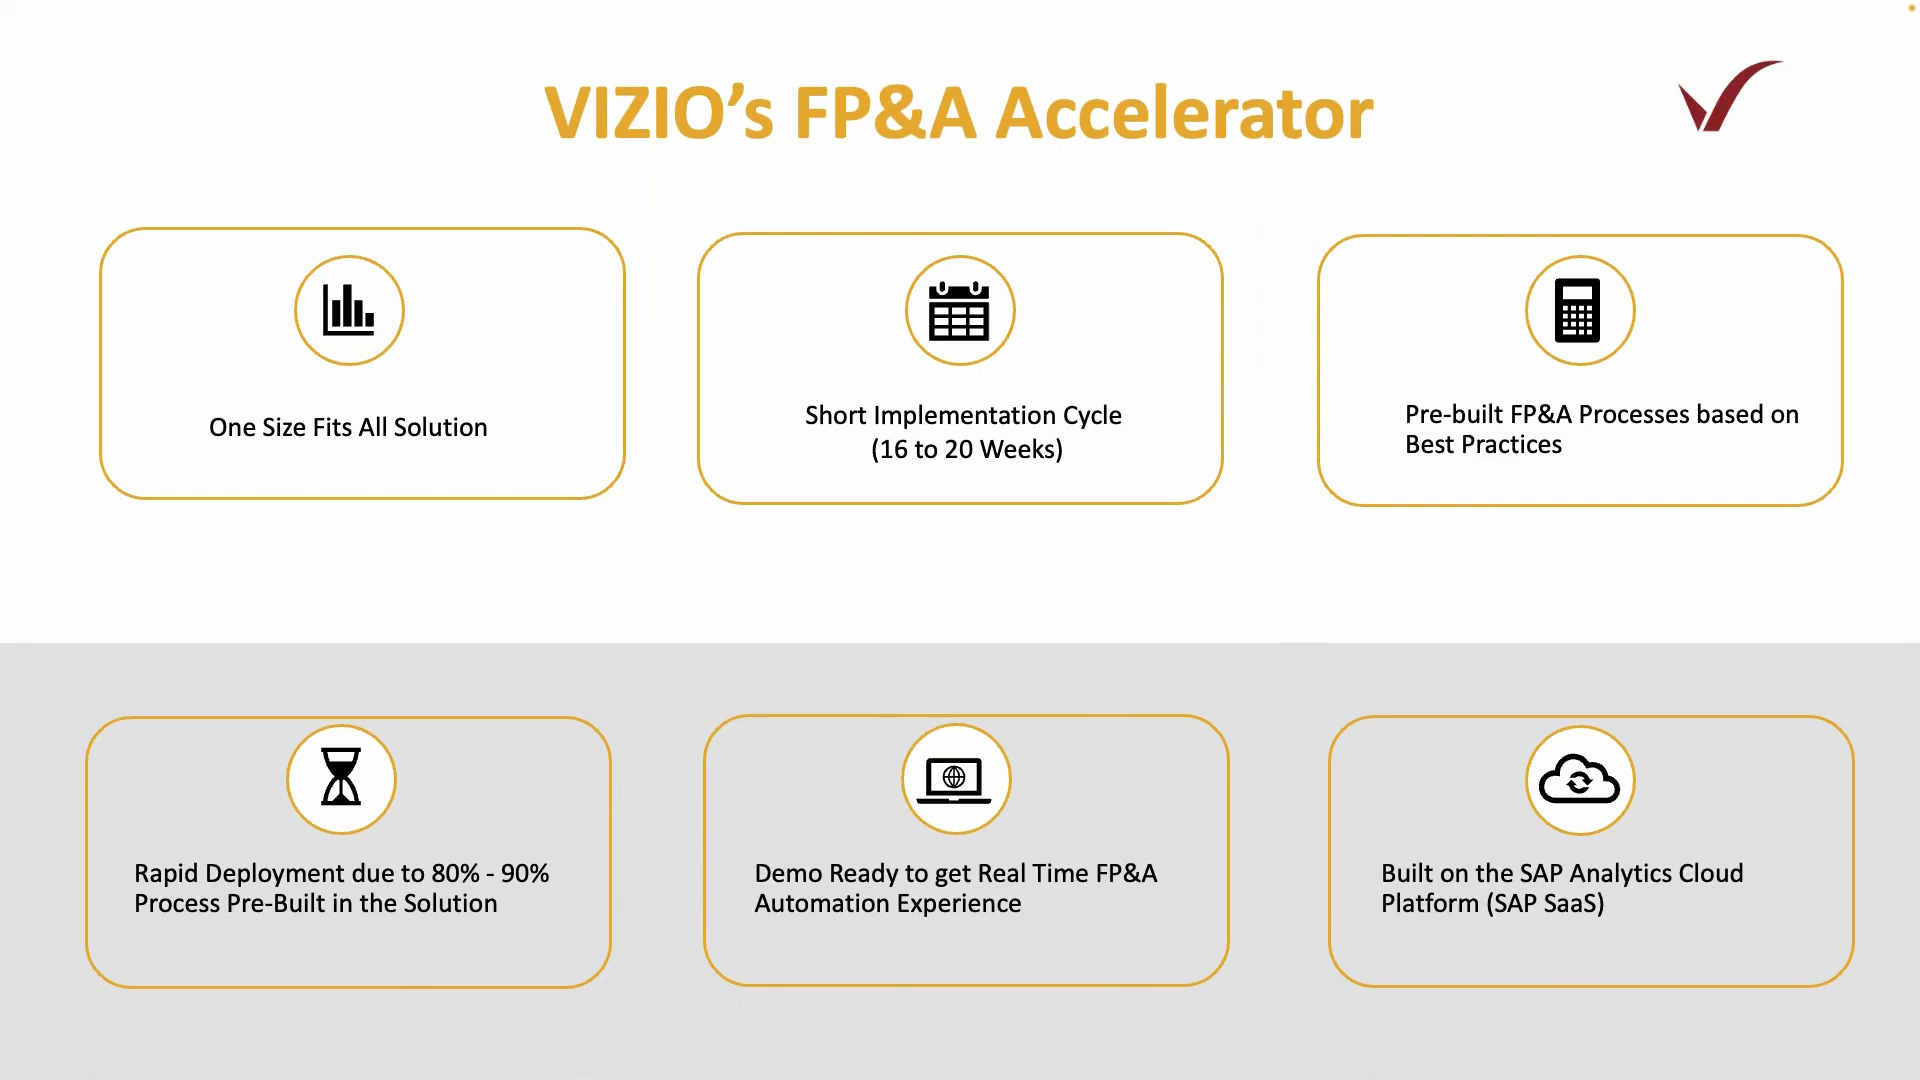 VIZIO’s FP&A Accelerator
One Size Fits All Solution
Short Implementation Cycle
(16 to 20 Weeks)
Pre-built FP&A Processes based on
Best Practices
Rapid Deployment due to 80% - 90%
Process Pre-Built in the Solution
Demo Ready to get Real Time FP&A
Automation Experience
Built on the SAP Analytics Cloud
Platform (SAP SaaS)